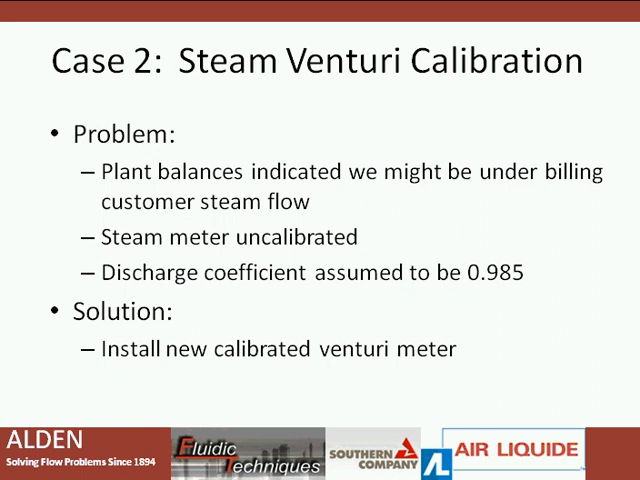 Case 2: Steam Venturi Calibration
• Problem:
– Plant balances indicated we might be under billing
customer steam flow
– Steam meter uncalibrated
– Discharge coefficient assumed to be 0.985
• Solution:
– Install new calibrated venturi meter
ALDEN
Solving Flow Problems Since 1894
Fluidic
Techniques
SOUTHERN
COMPANY
AL AIR LIQUIDE